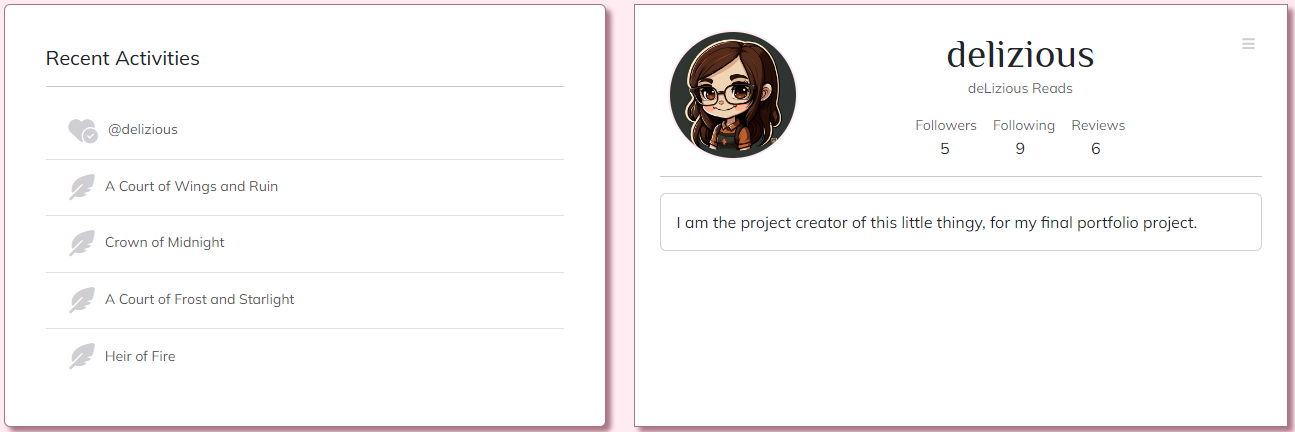 Recent Activities
@delizious
A Court of Wings and Ruin
Crown of Midnight
A Court of Frost and Starlight
Heir of Fire
delizious
deLizious Reads
Followers Following Reviews
5 9 6
I am the project creator of this little thingy, for my final portfolio project.